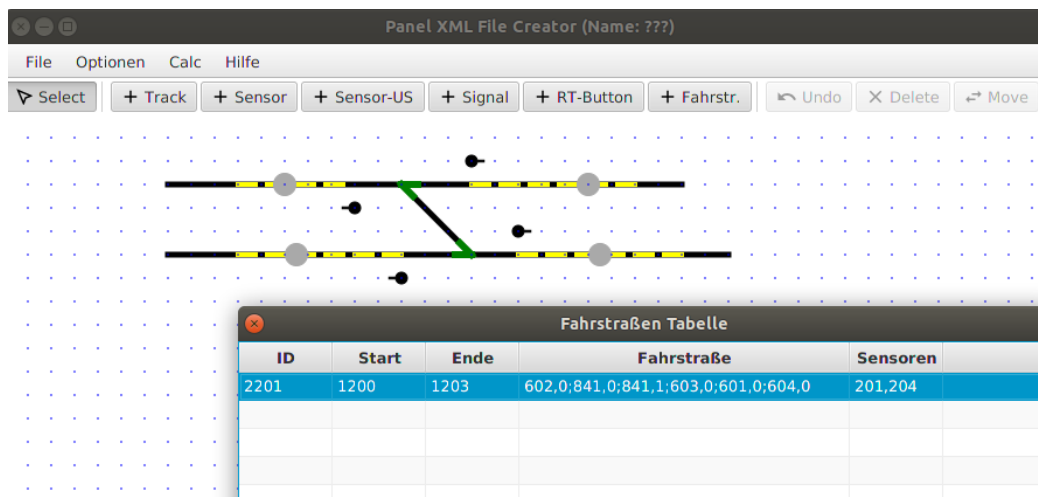 Panel XML File Creator (Name: ???)
File Optionen Calc Hilfe
Select + Track + Sensor + Sensor-US + Signal + RT-Button + Fahrstr. Undo Delete Move
Fahrstraßen Tabelle
ID Start Ende Fahrstraße Sensoren
2201 1200 1203 602,0;841,0;841,1;603,0;601,0;604,0 201,204